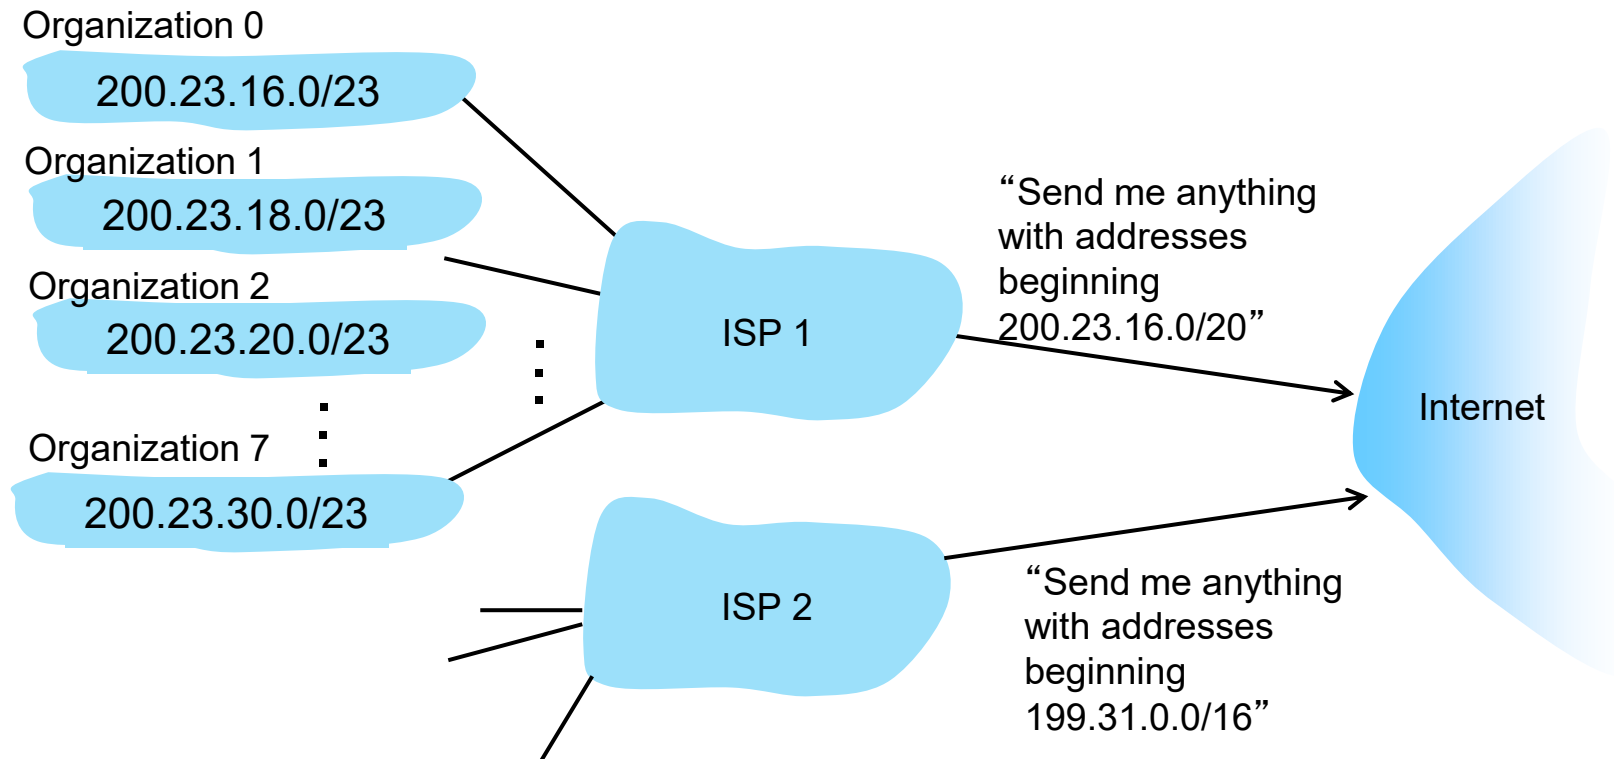 Organization 0
200.23.16.0/23
Organization 1
200.23.18.0/23
Organization 2
200.23.20.0/23
Organization 7
200.23.30.0/23
ISP 1
“Send me anything
with addresses
beginning
200.23.16.0/20”
Internet
ISP 2
“Send me anything
with addresses
beginning
199.31.0.0/16”